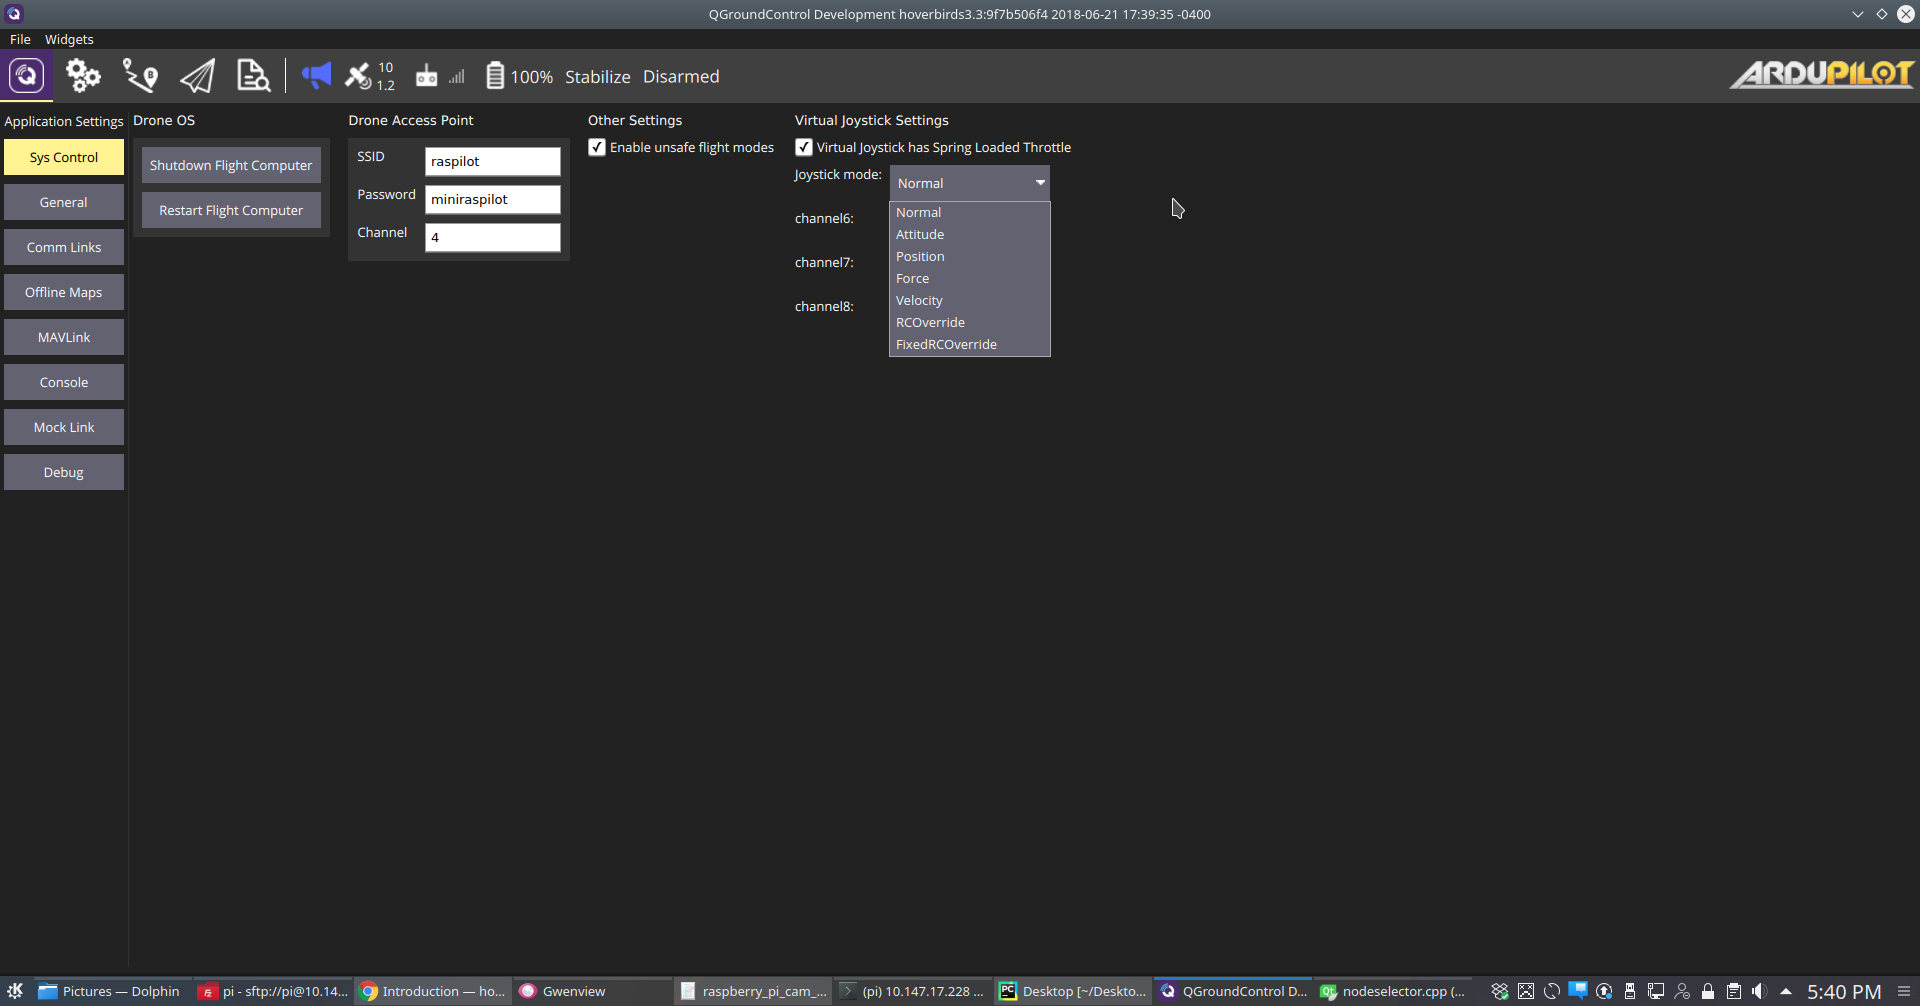 QGroundControl Development hoverbirds3.3:9f7b506f4 2018-06-21 17:39:35 -0400
File Widgets
10
1.2
100% Stabilize Disarmed
ARDUPILOT
Application Settings
Sys Control
General
Comm Links
Offline Maps
MAVLink
Console
Mock Link
Debug
Drone OS
Shutdown Flight Computer
Restart Flight Computer
Drone Access Point
SSID raspilot
Password miniraspilot
Channel 4
Other Settings
Enable unsafe flight modes
Virtual Joystick Settings
Virtual Joystick has Spring Loaded Throttle
Joystick mode: Normal
channel6:
channel7:
channel8:
Normal
Attitude
Position
Force
Velocity
RCOverride
FixedRCOverride
Pictures — Dolphin
pi - sftp://pi@10.14...
Introduction — ho...
Gwenview
raspberry_pi_cam_...
(pi) 10.147.17.228 ...
Desktop [~/Deskto...
QGroundControl D...
nodeselector.cpp (...
5:40 PM